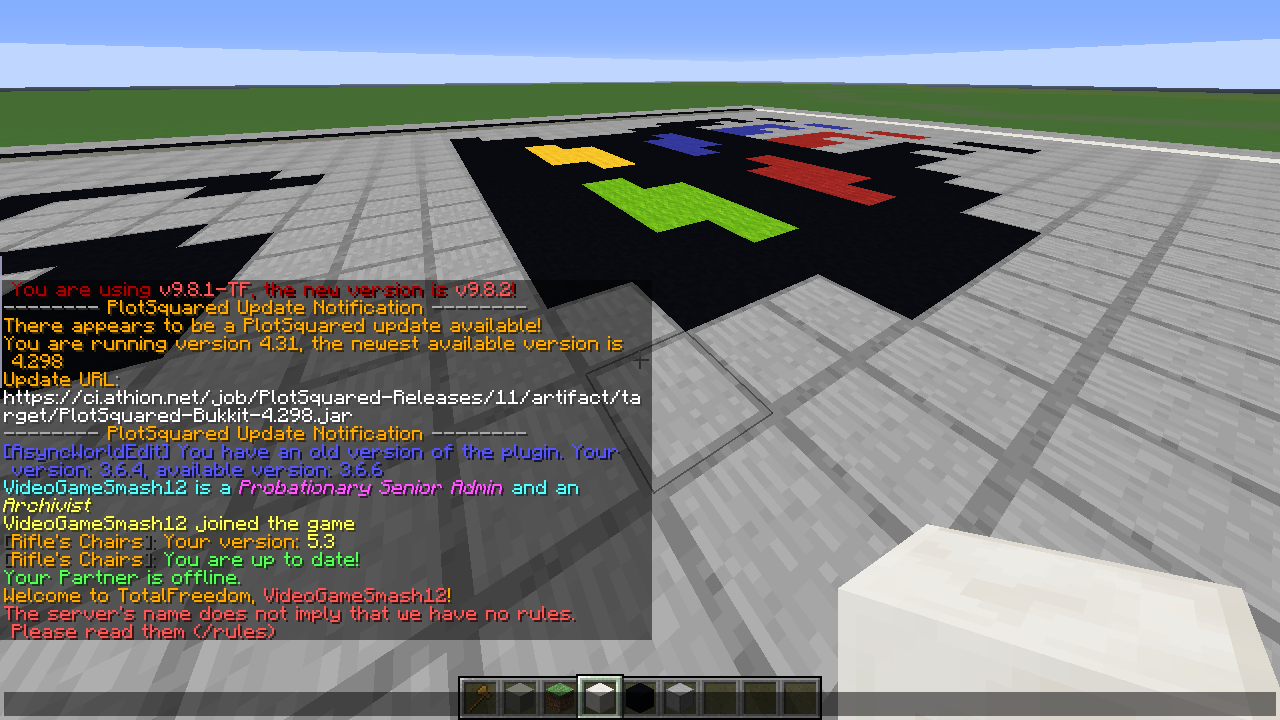 You are using v9.8.1-TF, the new version is v9.8.2!
-------- PlotSquared Update Notification --------
There appears to be a PlotSquared update available!
You are running version 4.31, the newest available version is
4.298
Update URL:
https://ci.athion.net/job/PlotSquared-Releases/11/artifact/ta
rget/PlotSquared-Bukkit-4.298.jar
-------- PlotSquared Update Notification --------
[AsyncWorldEdit] You have an old version of the plugin. Your
version: 3.6.4, available version: 3.6.6
VideoGameSmash12 is a Probationary Senior Admin and an
Archivist
VideoGameSmash12 joined the game
[Rifle's Chairs]: Your version: 5.3
[Rifle's Chairs]: You are up to date!
Your Partner is offline.
Welcome to TotalFreedom, VideoGameSmash12!
The server's name does not imply that we have no rules.
Please read them (/rules)